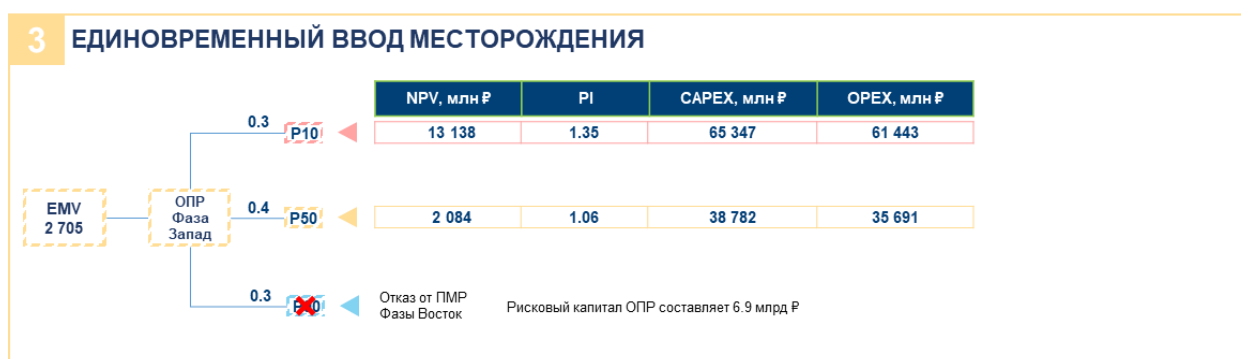 3 ЕДИНОВРЕМЕННЫЙ ВВОД МЕСТОРОЖДЕНИЯ
NPV, млн ₽ PI CAPEX, млн ₽ OPEX, млн ₽
0.3 P10 13 138 1.35 65 347 61 443
EMV
2 705
ОПР
Фаза
Запад
0.4 P50 2 084 1.06 38 782 35 691
0.3
Отказ от ПМР
Фазы Восток
Рисковый капитал ОПР составляет 6.9 млрд ₽